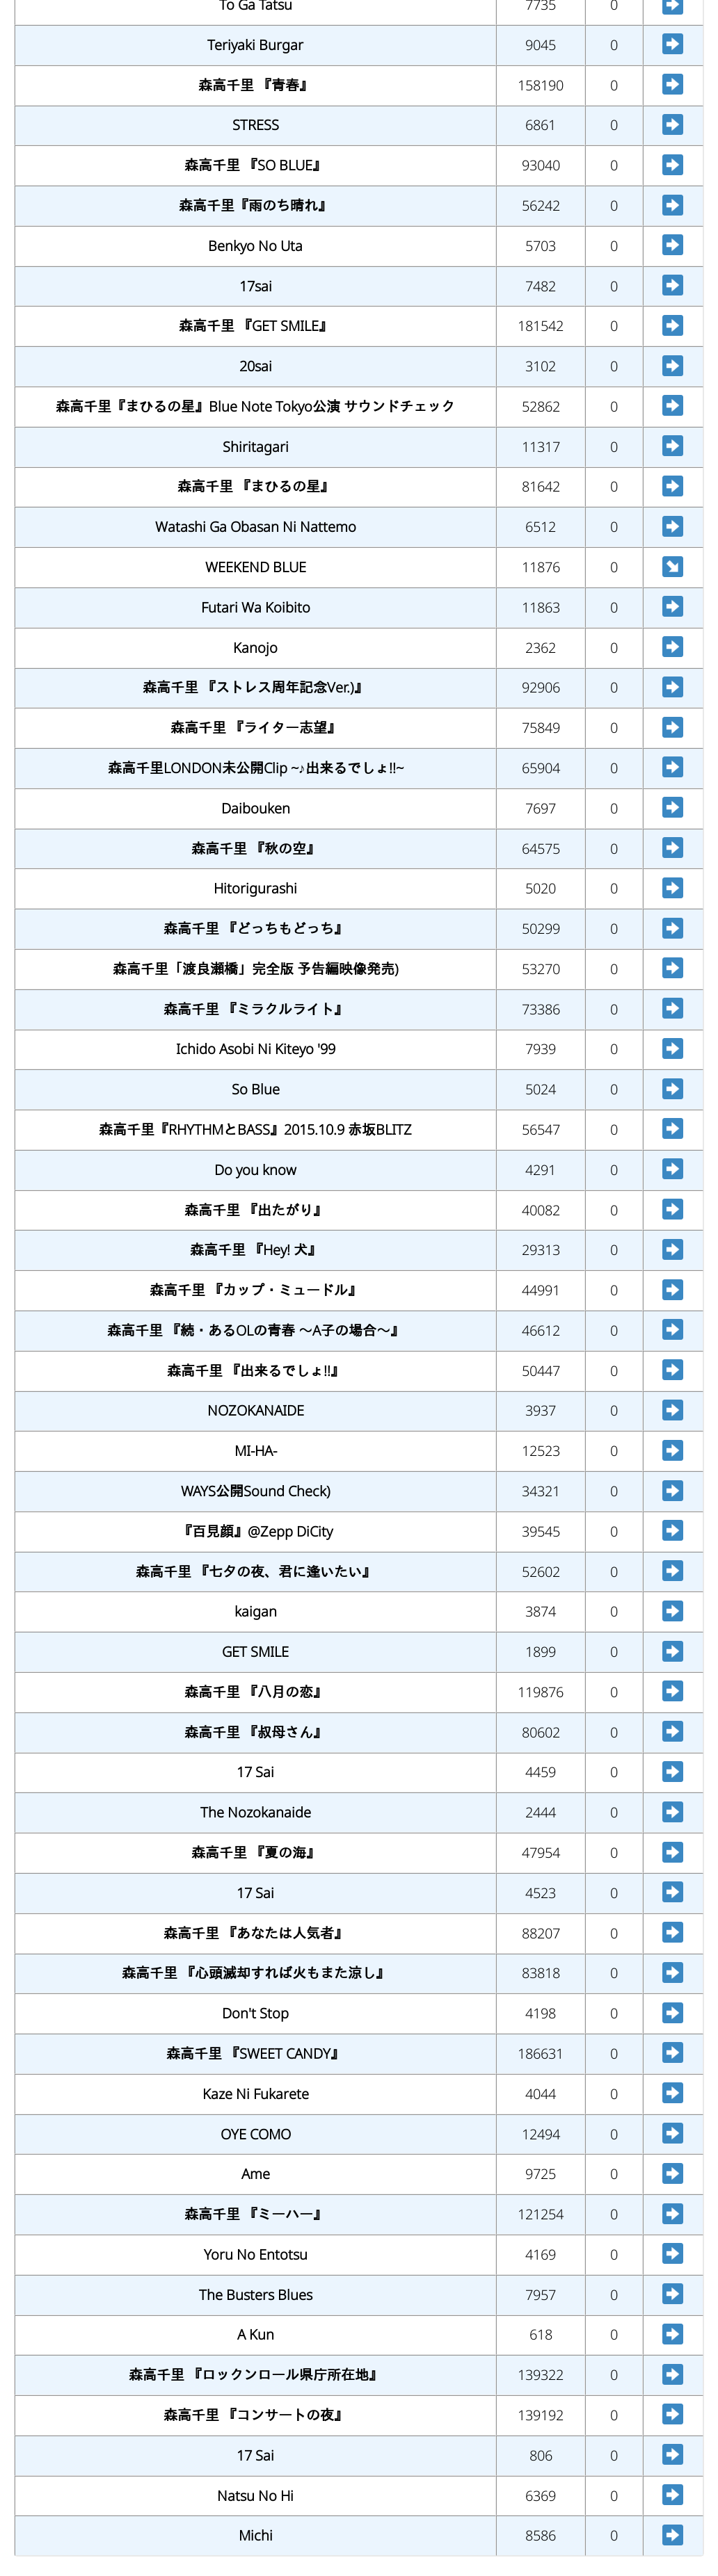 To Ga Tatsu 7735 0
Teriyaki Burgar 9045 0
森高千里 『青春』 158190 0
STRESS 6861 0
森高千里 『SO BLUE』 93040 0
森高千里『雨のち晴れ』 56242 0
Benkyo No Uta 5703 0
17sai 7482 0
森高千里 『GET SMILE』 181542 0
20sai 3102 0
森高千里『まひるの星』Blue Note Tokyo公演 サウンドチェック 52862 0
Shiritagari 11317 0
森高千里 『まひるの星』 81642 0
Watashi Ga Obasan Ni Nattemo 6512 0
WEEKEND BLUE 11876 0
Futari Wa Koibito 11863 0
Kanojo 2362 0
森高千里 『ストレス周年記念Ver.)』 92906 0
森高千里 『ライター志望』 75849 0
森高千里LONDON未公開Clip ~♪出来るでしょ!!~ 65904 0
Daibouken 7697 0
森高千里 『秋の空』 64575 0
Hitorigurashi 5020 0
森高千里 『どっちもどっち』 50299 0
森高千里「渡良瀬橋」完全版 予告編映像発売) 53270 0
森高千里 『ミラクルライト』 73386 0
Ichido Asobi Ni Kiteyo '99 7939 0
So Blue 5024 0
森高千里『RHYTHMとBASS』2015.10.9 赤坂BLITZ 56547 0
Do you know 4291 0
森高千里 『出たがり』 40082 0
森高千里 『Hey! 犬』 29313 0
森高千里 『カップ・ミュードル』 44991 0
森高千里 『続・あるOLの青春 〜A子の場合〜』 46612 0
森高千里 『出来るでしょ!!』 50447 0
NOZOKANAIDE 3937 0
MI-HA- 12523 0
WAYS公開Sound Check) 34321 0
『百見顔』@Zepp DiCity 39545 0
森高千里 『七夕の夜、君に逢いたい』 52602 0
kaigan 3874 0
GET SMILE 1899 0
森高千里 『八月の恋』 119876 0
森高千里 『叔母さん』 80602 0
17 Sai 4459 0
The Nozokanaide 2444 0
森高千里 『夏の海』 47954 0
17 Sai 4523 0
森高千里 『あなたは人気者』 88207 0
森高千里 『心頭滅却すれば火もまた涼し』 83818 0
Don't Stop 4198 0
森高千里 『SWEET CANDY』 186631 0
Kaze Ni Fukarete 4044 0
OYE COMO 12494 0
Ame 9725 0
森高千里 『ミーハー』 121254 0
Yoru No Entotsu 4169 0
The Busters Blues 7957 0
A Kun 618 0
森高千里 『ロックンロール県庁所在地』 139322 0
森高千里 『コンサートの夜』 139192 0
17 Sai 806 0
Natsu No Hi 6369 0
Michi 8586 0